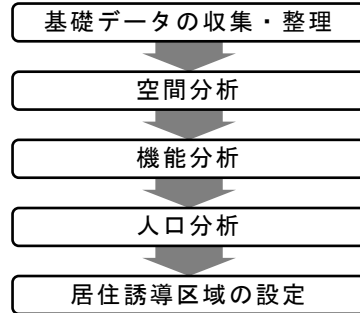 基礎データの収集・整理
空間分析
機能分析
人口分析
居住誘導区域の設定